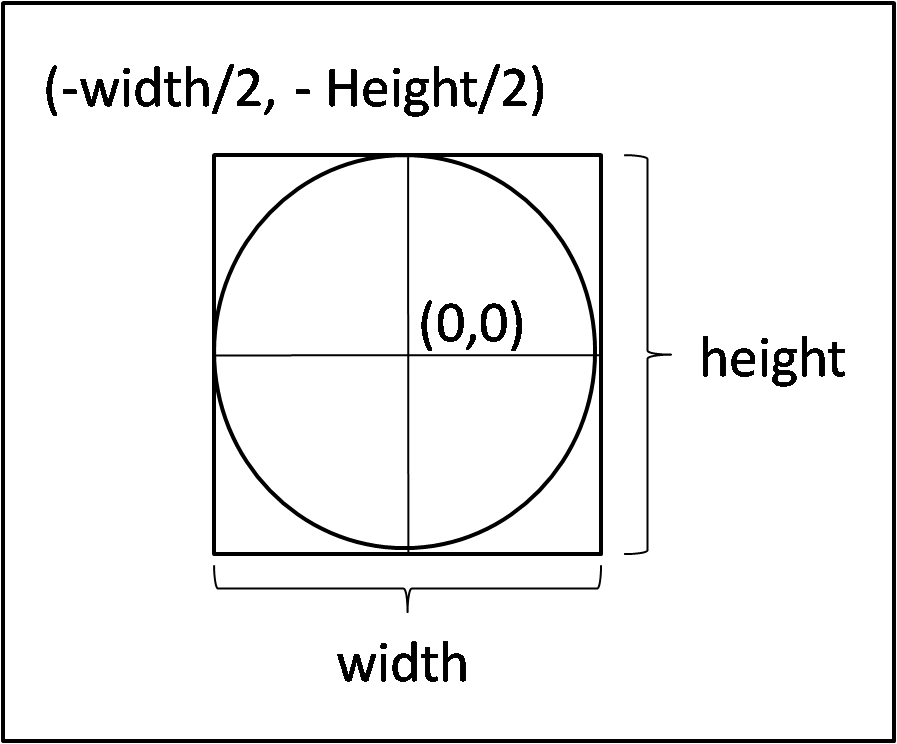 (-width/2, - Height/2)
(0,0)
height
width